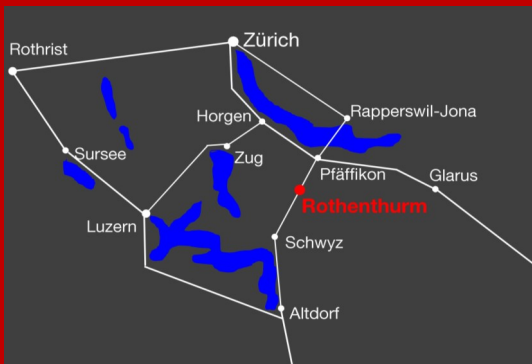 Zürich
Rothrist
Rapperswil-Jona
Horgen
Sursee
Zug
Pfäffikon
Glarus
Rothenthurm
Luzern
Schwyz
Altdorf